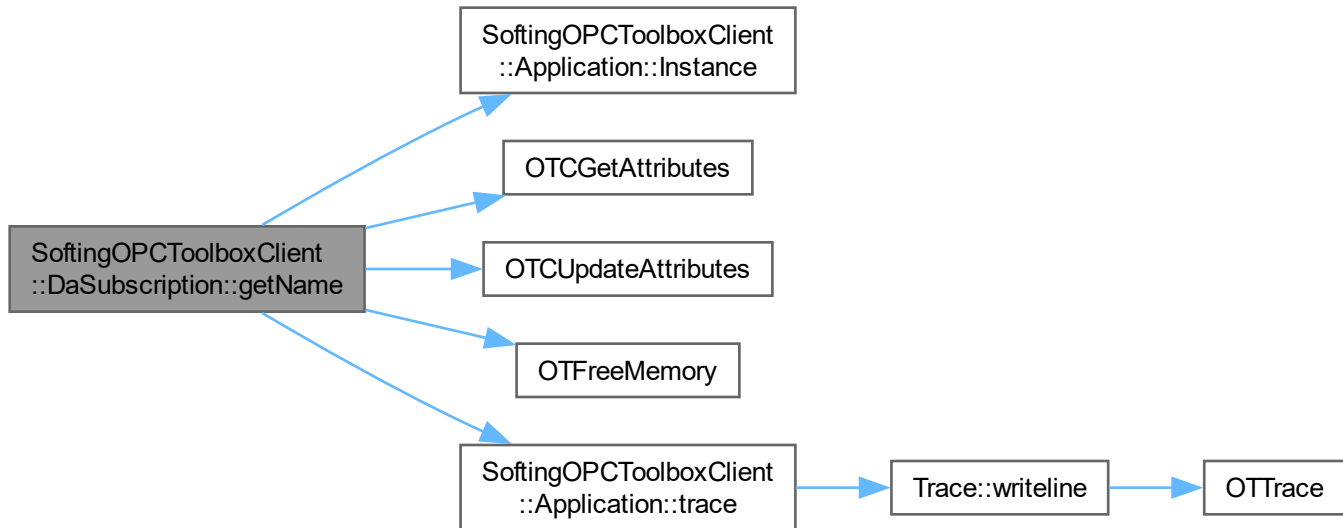 SoftingOPCToolboxClient
::Application::Instance
OTCGetAttributes
SoftingOPCToolboxClient
::DaSubscription::getName
OTCUpdateAttributes
OTFreeMemory
SoftingOPCToolboxClient
::Application::trace
Trace::writeline
OTTrace